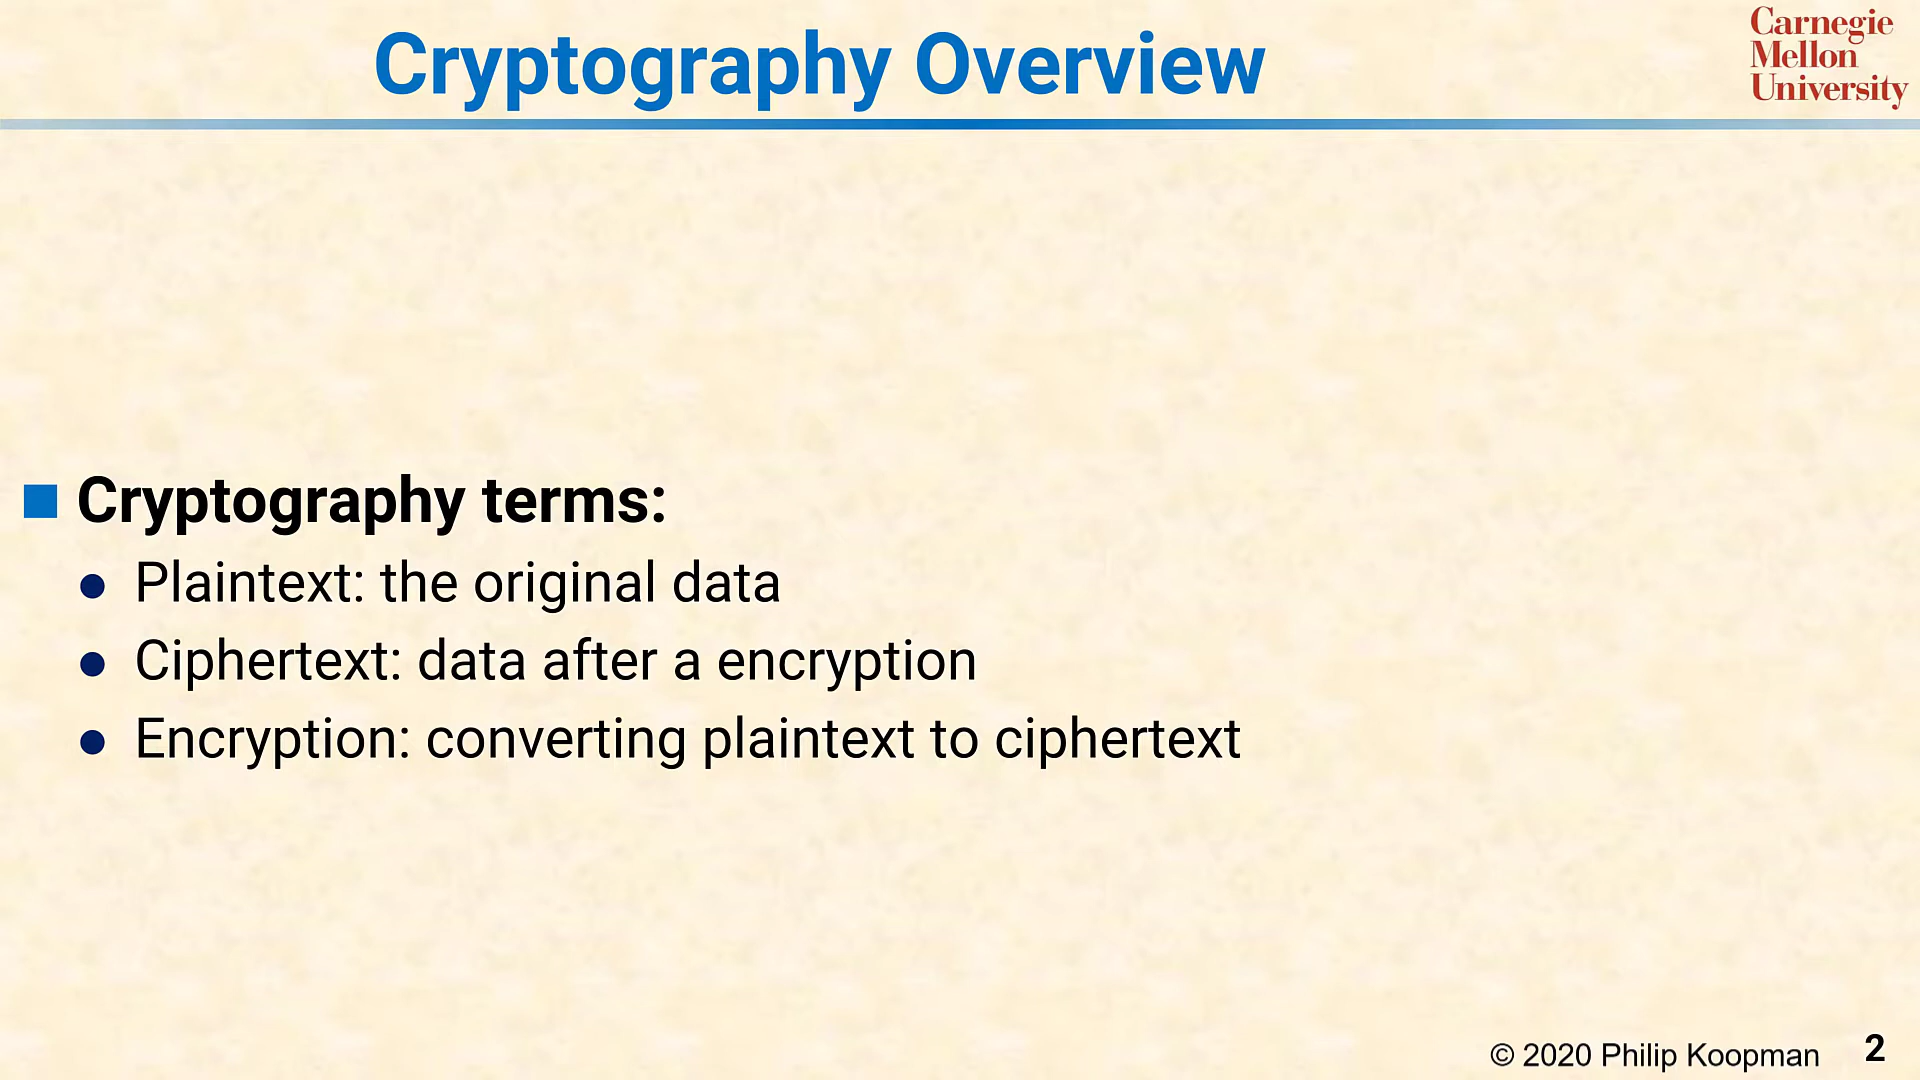 Cryptography Overview
Carnegie
Mellon
University
Cryptography terms:
Plaintext: the original data
Ciphertext: data after a encryption
Encryption: converting plaintext to ciphertext
© 2020 Philip Koopman
2